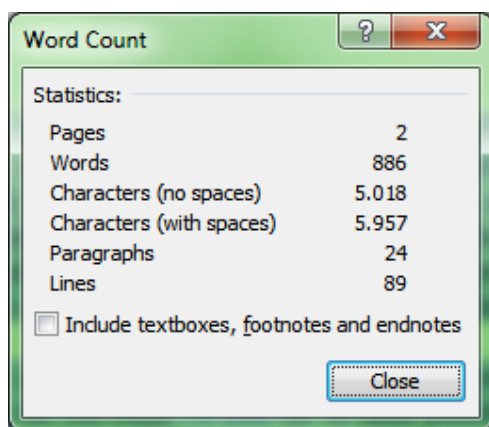 Word Count
Statistics:
Pages 2
Words 886
Characters (no spaces) 5.018
Characters (with spaces) 5.957
Paragraphs 24
Lines 89
Include textboxes, footnotes and endnotes
Close